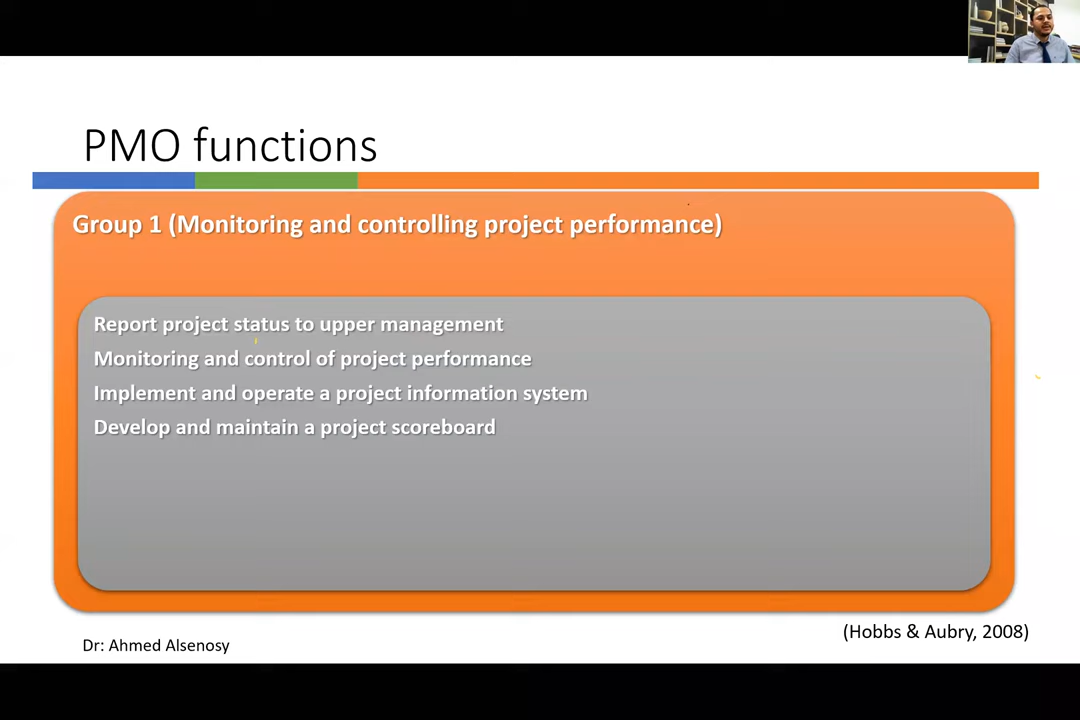 PMO functions
Group 1 (Monitoring and controlling project performance)
Report project status to upper management
Monitoring and control of project performance
Implement and operate a project information system
Develop and maintain a project scoreboard
(Hobbs & Aubry, 2008)
Dr: Ahmed Alsenosy